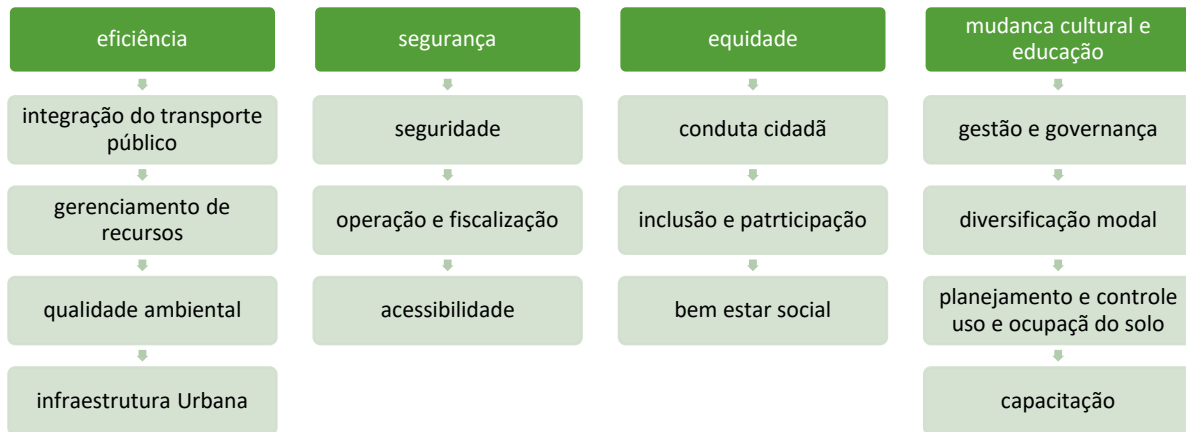 eficiência
integração do transporte
público
gerenciamento de
recursos
qualidade ambiental
infraestrutura Urbana
segurança
seguridade
operação e fiscalização
acessibilidade
equidade
conduta cidadã
inclusão e patrticipação
bem estar social
mudanca cultural e
educação
gestão e governança
diversificação modal
planejamento e controle
uso e ocupaçã do solo
capacitação